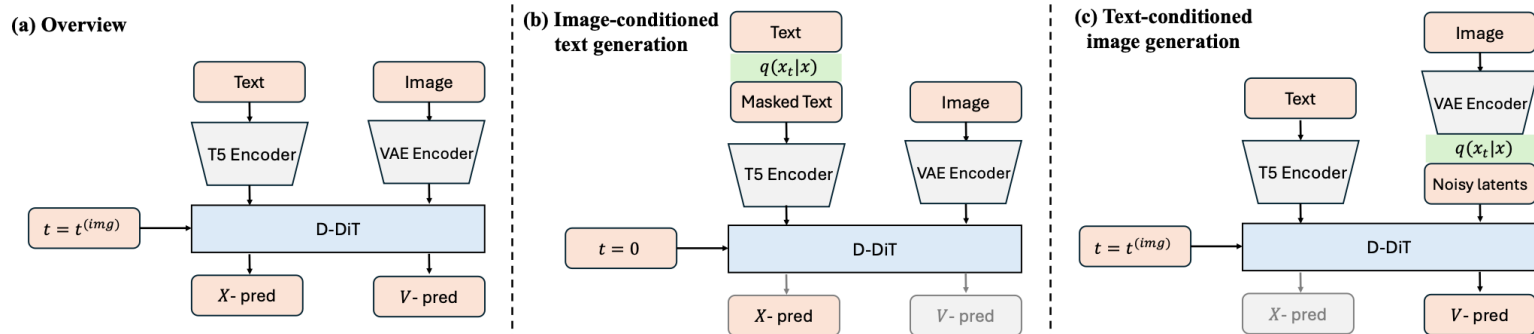 (a) Overview
Text
Image
T5 Encoder
VAE Encoder
t = t^{(img)}
D-DiT
X- pred
V- pred
(b) Image-conditioned
text generation
Text
q(x_t|x)
Masked Text
Image
T5 Encoder
VAE Encoder
t = 0
D-DiT
X- pred
V- pred
(c) Text-conditioned
image generation
Image
VAE Encoder
Text
q(x_t|x)
T5 Encoder
Noisy latents
t = t^{(img)}
D-DiT
X- pred
V- pred